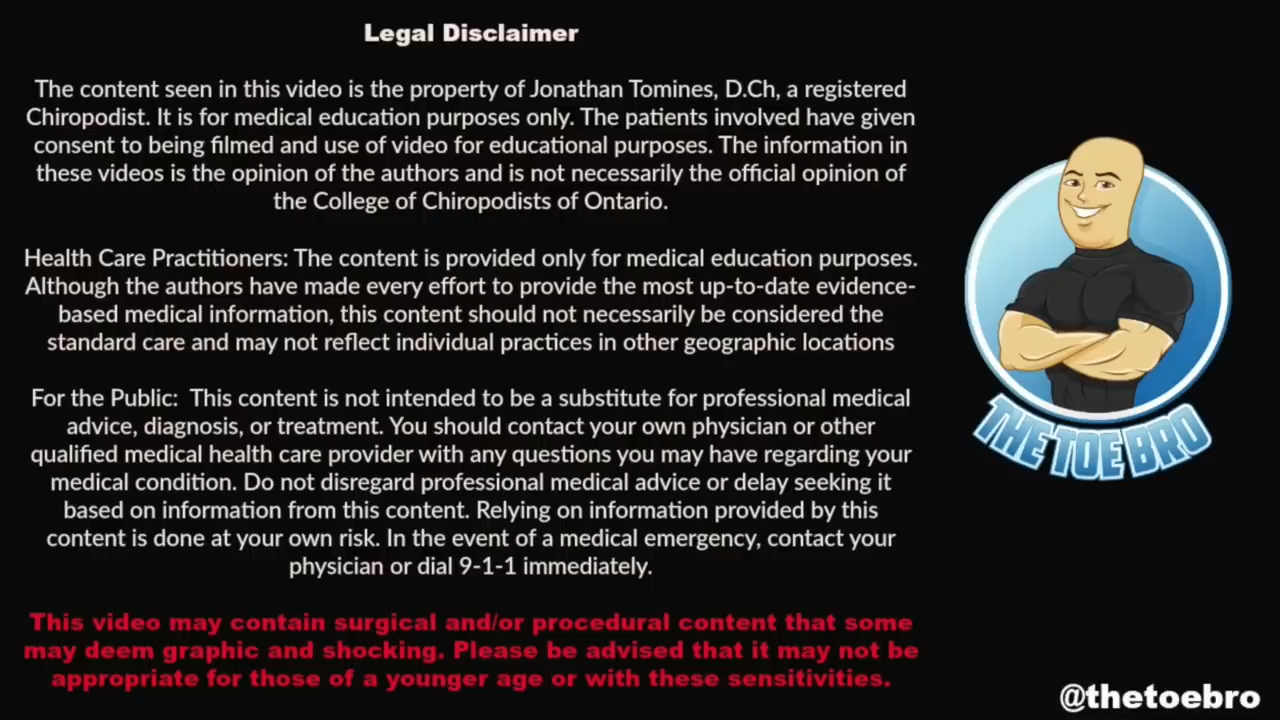 Legal Disclaimer
The content seen in this video is the property of Jonathan Tomines, D.Ch, a registered
Chiropodist. It is for medical education purposes only. The patients involved have given
consent to being filmed and use of video for educational purposes. The information in
these videos is the opinion of the authors and is not necessarily the official opinion of
the College of Chiropodists of Ontario.
Health Care Practitioners: The content is provided only for medical education purposes.
Although the authors have made every effort to provide the most up-to-date evidence-
based medical information, this content should not necessarily be considered the
standard care and may not reflect individual practices in other geographic locations
For the Public:  This content is not intended to be a substitute for professional medical
advice, diagnosis, or treatment. You should contact your own physician or other
qualified medical health care provider with any questions you may have regarding your
medical condition. Do not disregard professional medical advice or delay seeking it
based on information from this content. Relying on information provided by this
content is done at your own risk. In the event of a medical emergency, contact your
physician or dial 9-1-1 immediately.
This video may contain surgical and/or procedural content that some
may deem graphic and shocking. Please be advised that it may not be
appropriate for those of a younger age or with these sensitivities.
THE TOE BRO
@thetoebro